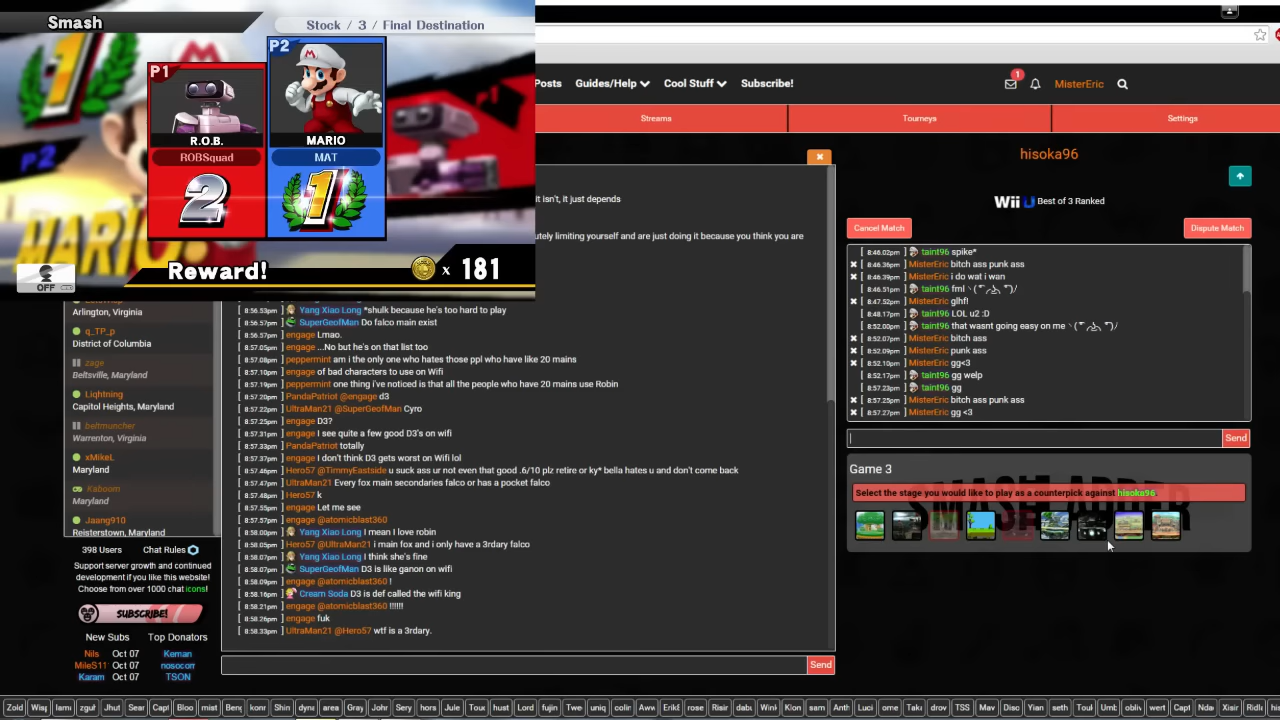 Smash
Stock / 3 / Final Destination
P1
P2
R.O.B.
MARIO
ROBSquad
MAT
2
1
Reward!
x 181
OFF
Posts
Guides/Help
Cool Stuff
Subscribe!
1
MisterEric
Streams
Tourneys
Settings
it isn't, it just depends
utely limiting yourself and are just doing it because you think you are
Arlington, Virginia
q_TP_p
District of Columbia
zage
Beltsville, Maryland
Liqhtning
Capitol Heights, Maryland
beltmuncher
Warrenton, Virginia
xMikeL
Maryland
Kaboom
Maryland
Jaang910
Reisterstown, Maryland
398 Users
Chat Rules
Support server growth and continued
development if you like this website!
Choose from over 1000 chat icons!
SUBSCRIBE!
New Subs
Top Donators
Nils Oct 07 Keman
MileS11 Oct 07 nosocom
Karam Oct 07 TSON
[ 8:56.53pm ] Yang Xiao Long *shulk because he's too hard to play
[ 8:56.57pm ] SuperGeofMan Do falco main exist
[ 8:56.57pm ] engage Lmao.
[ 8:57.05pm ] engage ...No but he's on that list too
[ 8:57.08pm ] peppermint am i the only one who hates those ppl who have like 20 mains
[ 8:57.10pm ] engage of bad characters to use on Wifi
[ 8:57.19pm ] peppermint one thing i've noticed is that all the people who have 20 mains use Robin
[ 8:57.20pm ] PandaPatriot @engage d3
[ 8:57.22pm ] UltraMan21 @SuperGeofMan Cyro
[ 8:57.25pm ] engage D3?
[ 8:57.31pm ] engage I see quite a few good D3's on wifi
[ 8:57.33pm ] PandaPatriot totally
[ 8:57.37pm ] engage I don't think D3 gets worst on Wifi lol
[ 8:57.46pm ] Hero57 @TimmyEastside u suck ass ur not even that good .6/10 plz retire or ky* bella hates u and don't come back
[ 8:57.47pm ] UltraMan21 Every fox main secondaries falco or has a pocket falco
[ 8:57.48pm ] Hero57 k
[ 8:57.55pm ] engage Let me see
[ 8:57.57pm ] engage @atomicblast360
[ 8:58.00pm ] Yang Xiao Long I mean I love robin
[ 8:58.05pm ] Hero57 @UltraMan21 i main fox and i only have a 3rdary falco
[ 8:58.06pm ] Yang Xiao Long I think she's fine
[ 8:58.07pm ] SuperGeofMan D3 is like ganon on wifi
[ 8:58.09pm ] engage @atomicblast360 !
[ 8:58.16pm ] Cream Soda D3 is def called the wifi king
[ 8:58.21pm ] engage @atomicblast360 !!!!!!
[ 8:58.26pm ] engage fuk
[ 8:58.33pm ] UltraMan21 @Hero57 wtf is a 3rdary.
Send
hisoka96
Wii U Best of 3 Ranked
Cancel Match
Dispute Match
[ 8:46.02pm ] taint96 spike*
[ 8:46.36pm ] MisterEric bitch ass punk ass
[ 8:46.39pm ] MisterEric i do wat i wan
[ 8:46.51pm ] taint96 fml
[ 8:47.52pm ] MisterEric glhf!
[ 8:48.17pm ] taint96 LOL u2 :D
[ 8:52.00pm ] taint96 that wasnt going easy on me
[ 8:52.07pm ] MisterEric bitch ass
[ 8:52.09pm ] MisterEric punk ass
[ 8:52.10pm ] MisterEric gg<3
[ 8:52.17pm ] taint96 gg welp
[ 8:57.23pm ] taint96 gg
[ 8:57.25pm ] MisterEric bitch ass punk ass
[ 8:57.27pm ] MisterEric gg <3
Send
Game 3
Select the stage you would like to play as a counterpick against hisoka96.
SMASH LADDER